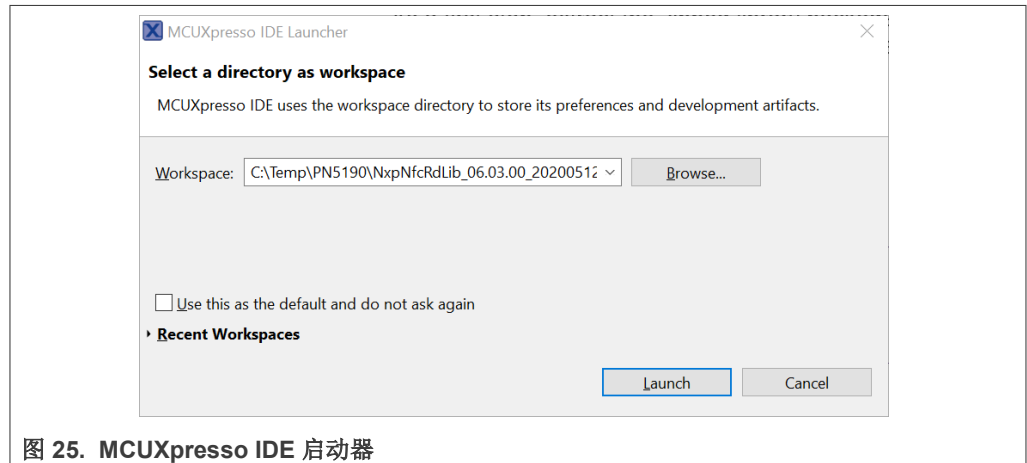 MCUXpresso IDE Launcher
Select a directory as workspace
MCUXpresso IDE uses the workspace directory to store its preferences and development artifacts.
Workspace: C:\Temp\PN5190\NxpNfcRdLib_06.03.00_20200512 Browse...
Use this as the default and do not ask again
Recent Workspaces
Launch Cancel
图 25. MCUXpresso IDE 启动器